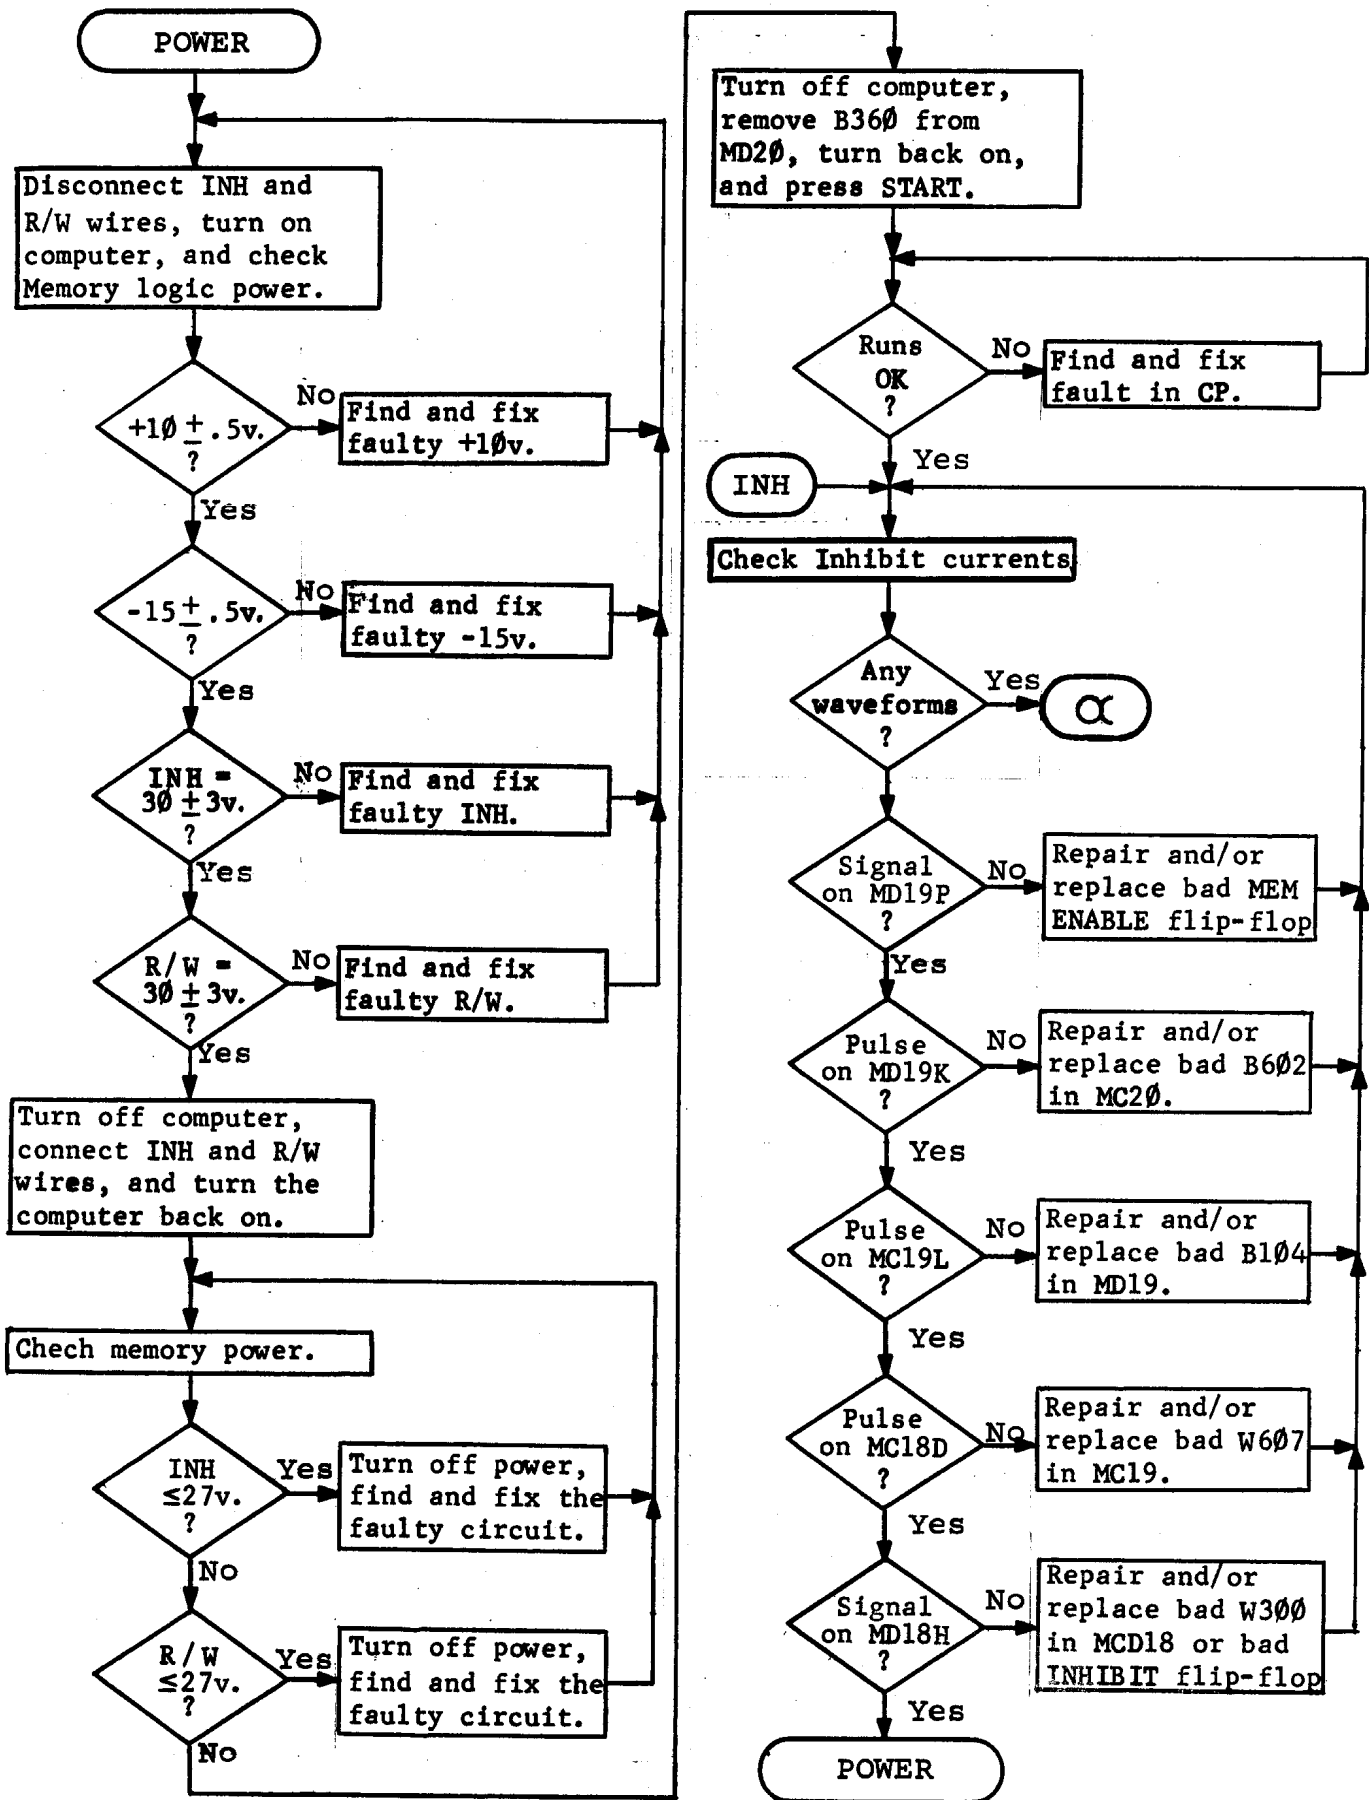 POWER
Disconnect INH and
R/W wires, turn on
computer, and check
Memory logic power.
+1Ø ± .5v.
?
No
Find and fix
faulty +1Øv.
Yes
-15 ± .5v.
?
No
Find and fix
faulty -15v.
Yes
INH =
3Ø ± 3v.
?
No
Find and fix
faulty INH.
Yes
R/W =
3Ø ± 3v.
?
No
Find and fix
faulty R/W.
Yes
Turn off computer,
connect INH and R/W
wires, and turn the
computer back on.
Chech memory power.
INH
≤27v.
?
Yes
Turn off power,
find and fix the
faulty circuit.
No
R/W
≤27v.
?
Yes
Turn off power,
find and fix the
faulty circuit.
No
Turn off computer,
remove B36Ø from
MD2Ø, turn back on,
and press START.
Runs
OK
?
No
Find and fix
fault in CP.
Yes
INH
Check Inhibit currents
Any
waveforms
?
Yes
α
Signal
on MD19P
?
No
Repair and/or
replace bad MEM
ENABLE flip-flop
Yes
Pulse
on MD19K
?
No
Repair and/or
replace bad B6Ø2
in MC2Ø.
Yes
Pulse
on MC19L
?
No
Repair and/or
replace bad B1Ø4
in MD19.
Yes
Pulse
on MC18D
?
No
Repair and/or
replace bad W6Ø7
in MC19.
Yes
Signal
on MD18H
?
No
Repair and/or
replace bad W3ØØ
in MCD18 or bad
INHIBIT flip-flop
Yes
POWER